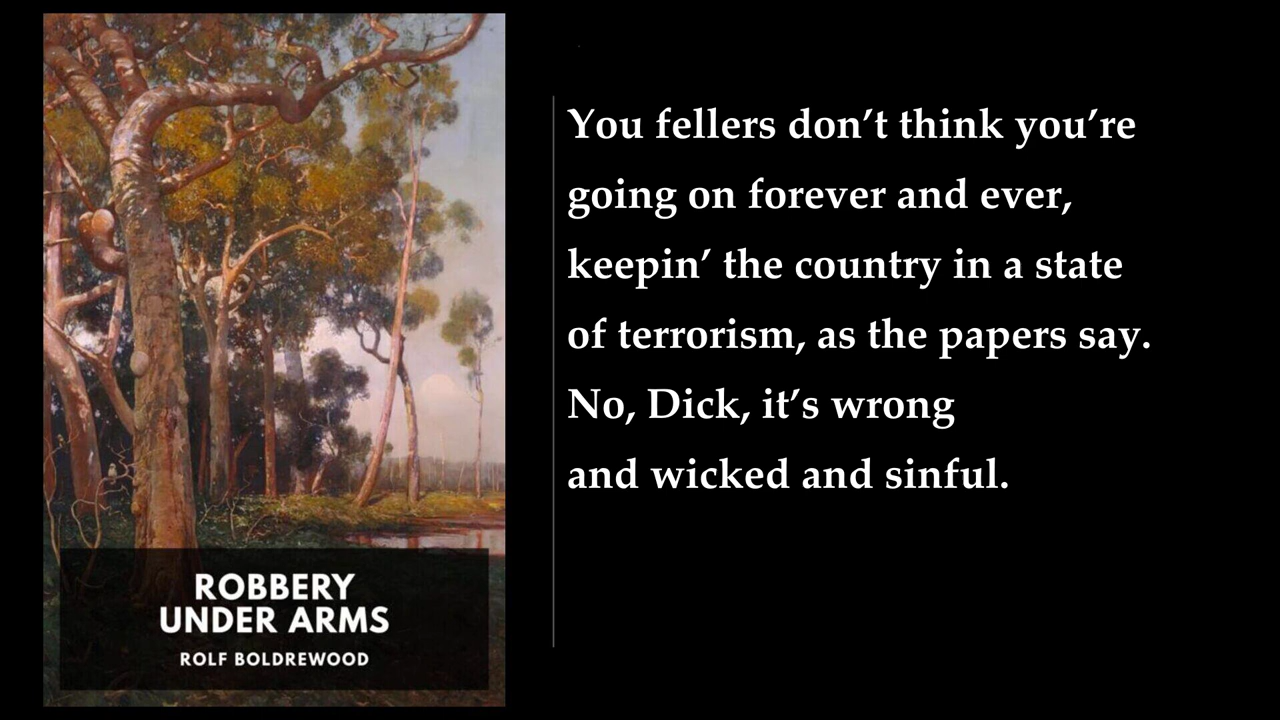 You fellers don’t think you’re
going on forever and ever,
keepin’ the country in a state
of terrorism, as the papers say.
No, Dick, it’s wrong
and wicked and sinful.
ROBBERY
UNDER ARMS
ROLF BOLDREWOOD